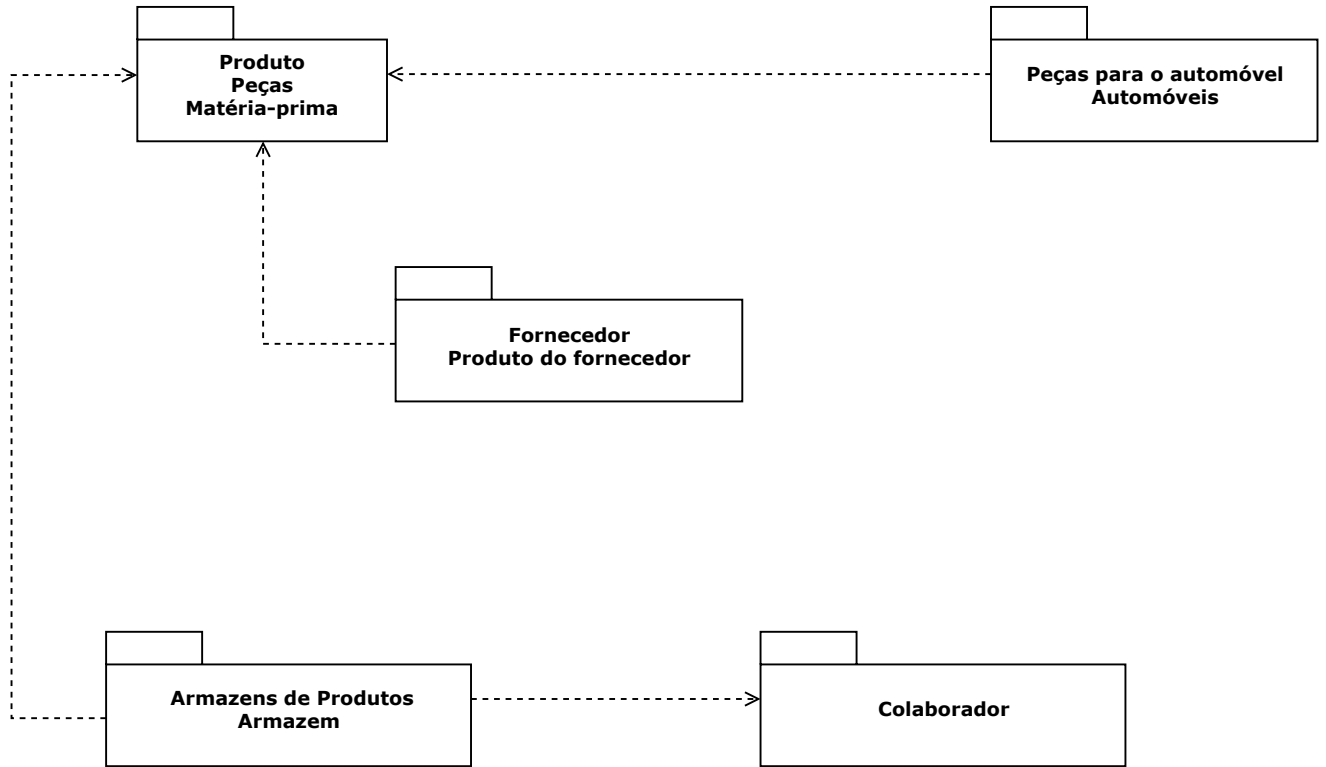 Produto
Peças
Matéria-prima
Peças para o automóvel
Automóveis
Fornecedor
Produto do fornecedor
Armazens de Produtos
Armazem
Colaborador